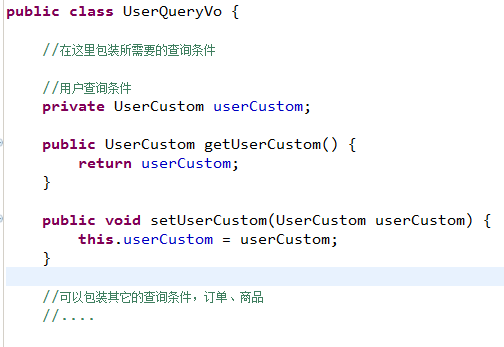 public class UserQueryVo {
//在这里包装所需要的查询条件
//用户查询条件
private UserCustom userCustom;
public UserCustom getUserCustom() {
return userCustom;
}
public void setUserCustom(UserCustom userCustom) {
this.userCustom = userCustom;
}
//可以包装其它的查询条件，订单、商品
//....